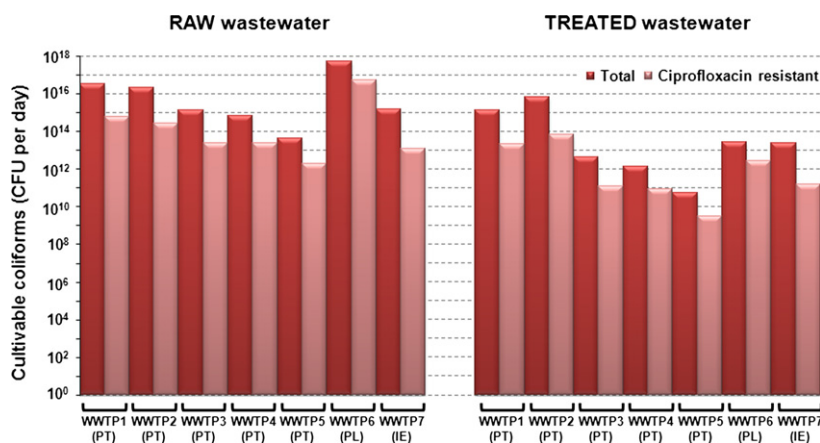 RAW wastewater
TREATED wastewater
Cultivable coliforms (CFU per day)
10¹⁸
10¹⁶
10¹⁴
10¹²
10¹⁰
10⁸
10⁶
10⁴
10²
10⁰
Total Ciprofloxacin resistant
WWTP1 WWTP2 WWTP3 WWTP4 WWTP5 WWTP6 WWTP7
(PT) (PT) (PT) (PT) (PT) (PL) (IE)
WWTP1 WWTP2 WWTP3 WWTP4 WWTP5 WWTP6 WWTP7
(PT) (PT) (PT) (PT) (PT) (PL) (IE)